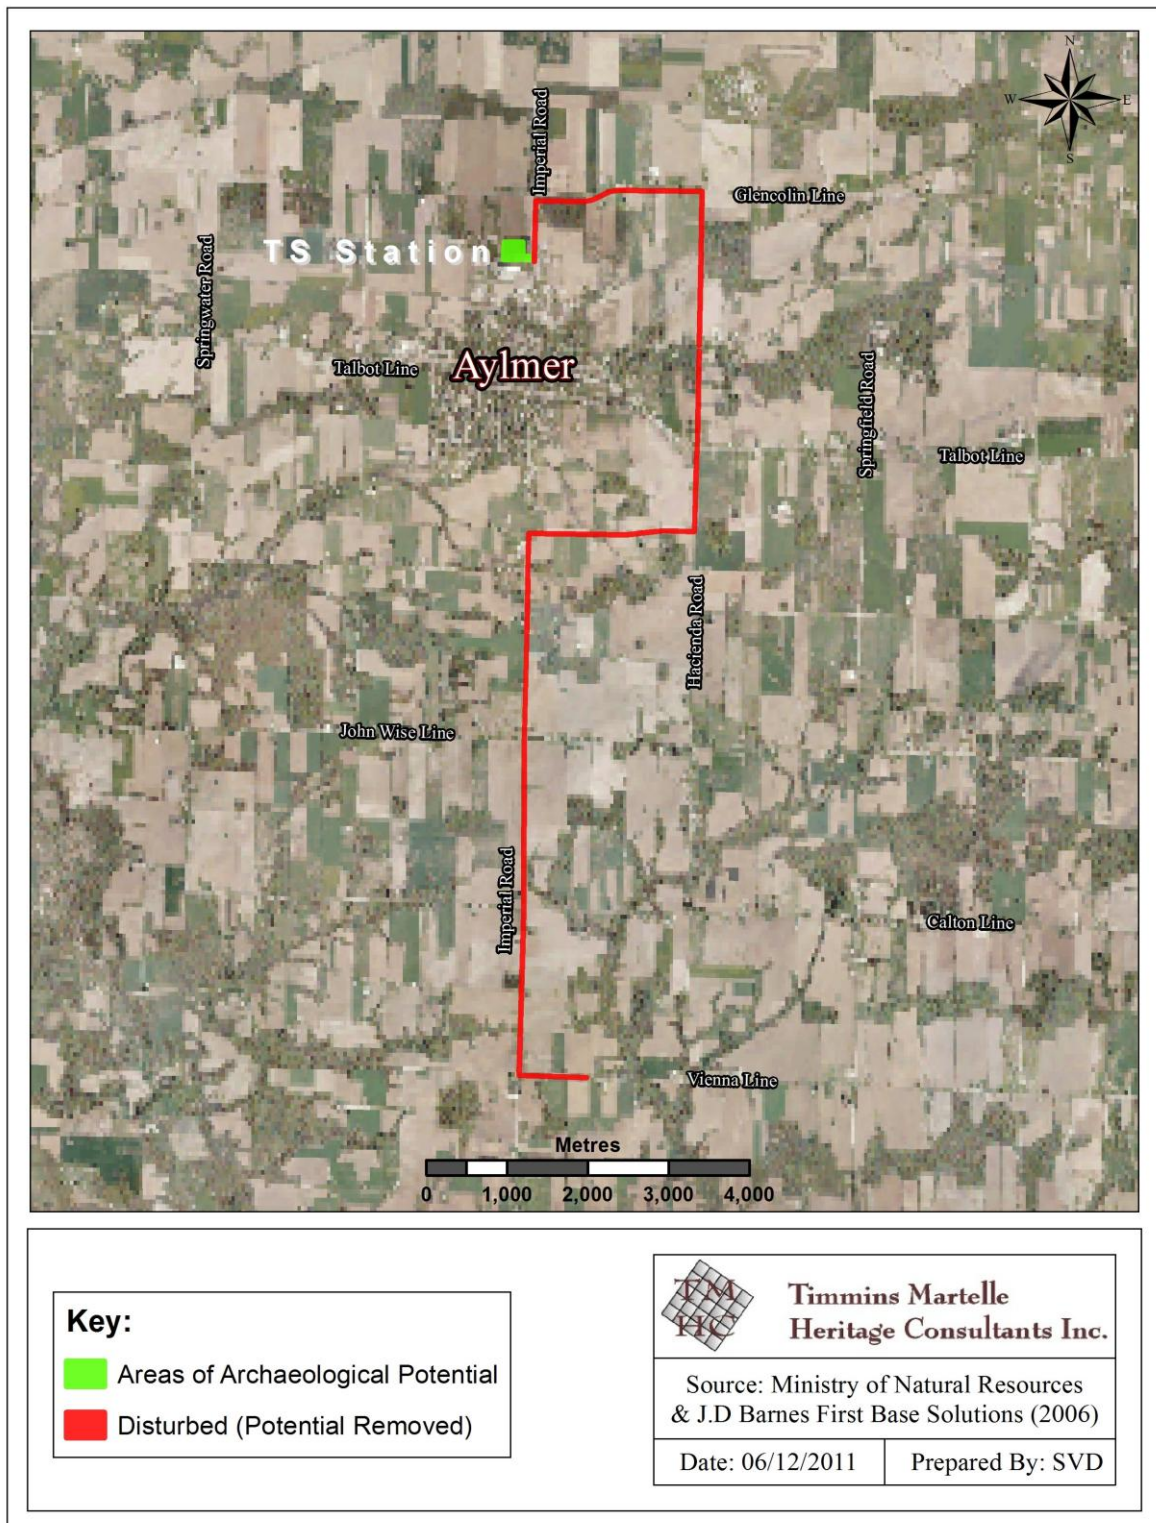 N
W E
S
Imperial Road
Glencolin Line
TS Station
Springwater Road
Talbot Line
Aylmer
Springfield Road
Talbot Line
Hacienda Road
John Wise Line
Imperial Road
Calton Line
Vienna Line
Metres
0 1,000 2,000 3,000 4,000
Key:
Areas of Archaeological Potential
Disturbed (Potential Removed)
TM
HC
Timmins Martelle
Heritage Consultants Inc.
Source: Ministry of Natural Resources
& J.D Barnes First Base Solutions (2006)
Date: 06/12/2011
Prepared By: SVD